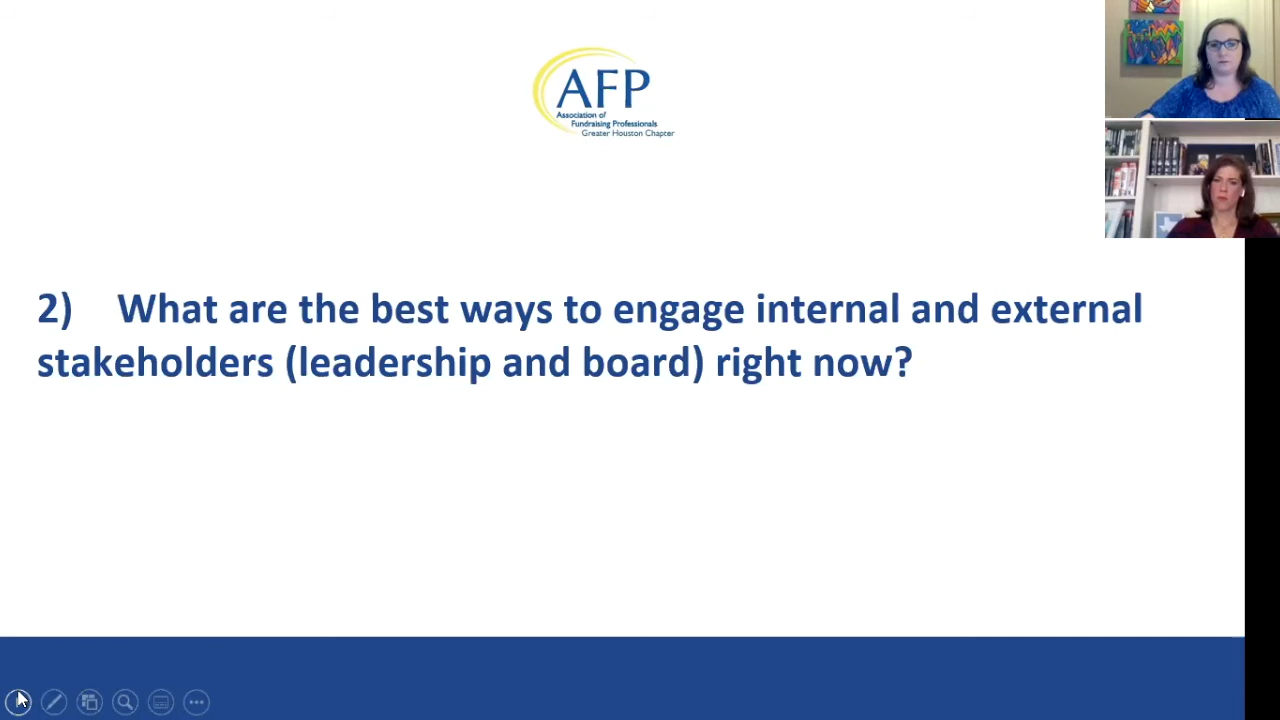 AFP
Association of
Fundraising Professionals
Greater Houston Chapter
2) What are the best ways to engage internal and external
stakeholders (leadership and board) right now?